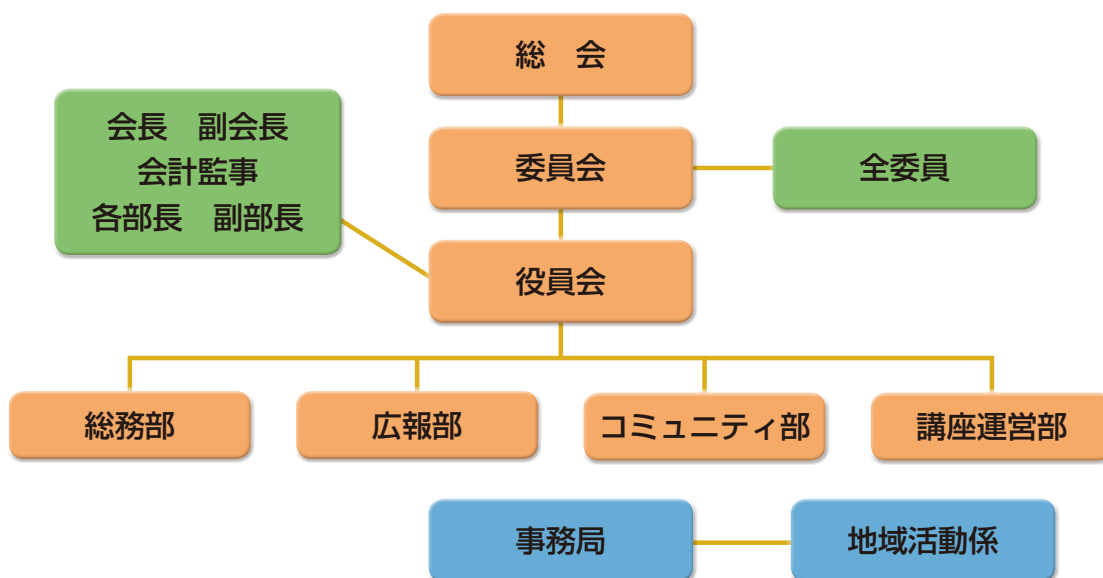 総　会
会長　副会長
会計監事
各部長　副部長
委員会
全委員
役員会
総務部
広報部
コミュニティ部
講座運営部
事務局
地域活動係